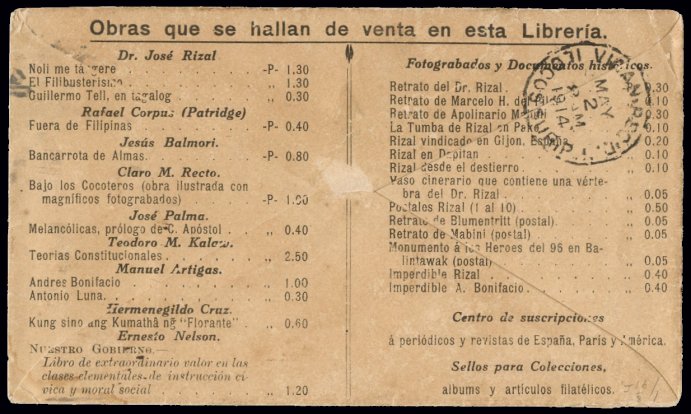 Obras que se hallan de venta en esta Librería.
Dr. José Rizal
Noli me tangere -P- 1.30
El Filibusterismo ,, 1.30
Guillermo Tell, en tagalog ,, 0.30
Rafael Corpus (Patridge)
Fuera de Filipinas -P- 0.40
Jesús Balmori.
Bancarota de Almas. -P- 0.80
Claro M. Recto.
Bajo los Cocoteros (obra ilustrada con
magníficos fotograbados) -P- 1.00
José Palma.
Melancólicas, prólogo de C. Apóstol ,, 0.40
Teodoro M. Kalaw.
Teorías Constitucionales ,, 2.50
Manuel Artigas.
Andres Bonifacio ,, 1.00
Antonio Luna. ,, 0.30
Hermenegildo Cruz.
Kung sino ang Kumathâ ng "Florante" ,, 0.60
Ernesto Nelson.
NUESTRO GOBIERNO.—
Libro de extraordinario valor en las
clases elementales de instrucción cí-
vica y moral social ,, 1.20
Fotograbados y Documentos históricos.
Retrato del Dr. Rizal 0.30
Retrato de Marcelo H. del Pilar 0.10
Retrato de Apolinario Mabini 0.30
La Tumba de Rizal en Pako 0.10
Rizal vindicado en Gijon, España 0.20
Rizal en Dapitan 0.10
Rizal desde el destierro ,, 0.10
Vaso cinerario que contiene una vérte-
bra del Dr. Rizal ,, 0.05
Postales Rizal (1 al 10) ,, 0.50
Retrato de Blumentritt (postal) ,, 0.05
Retrato de Mabini (postal) ,, 0.05
Monumento á los Heroes del 96 en Ba-
lintawak (postal) ,, 0.05
Imperdible Rizal ,, 0.40
Imperdible A. Bonifacio ,, 0.40
Centro de suscripciones
á periódicos y revistas de España, París y América.
Sellos para Colecciones,
albums y artículos filatélicos.
VIGAN, ILOCOS SUR
MAY
2
1914